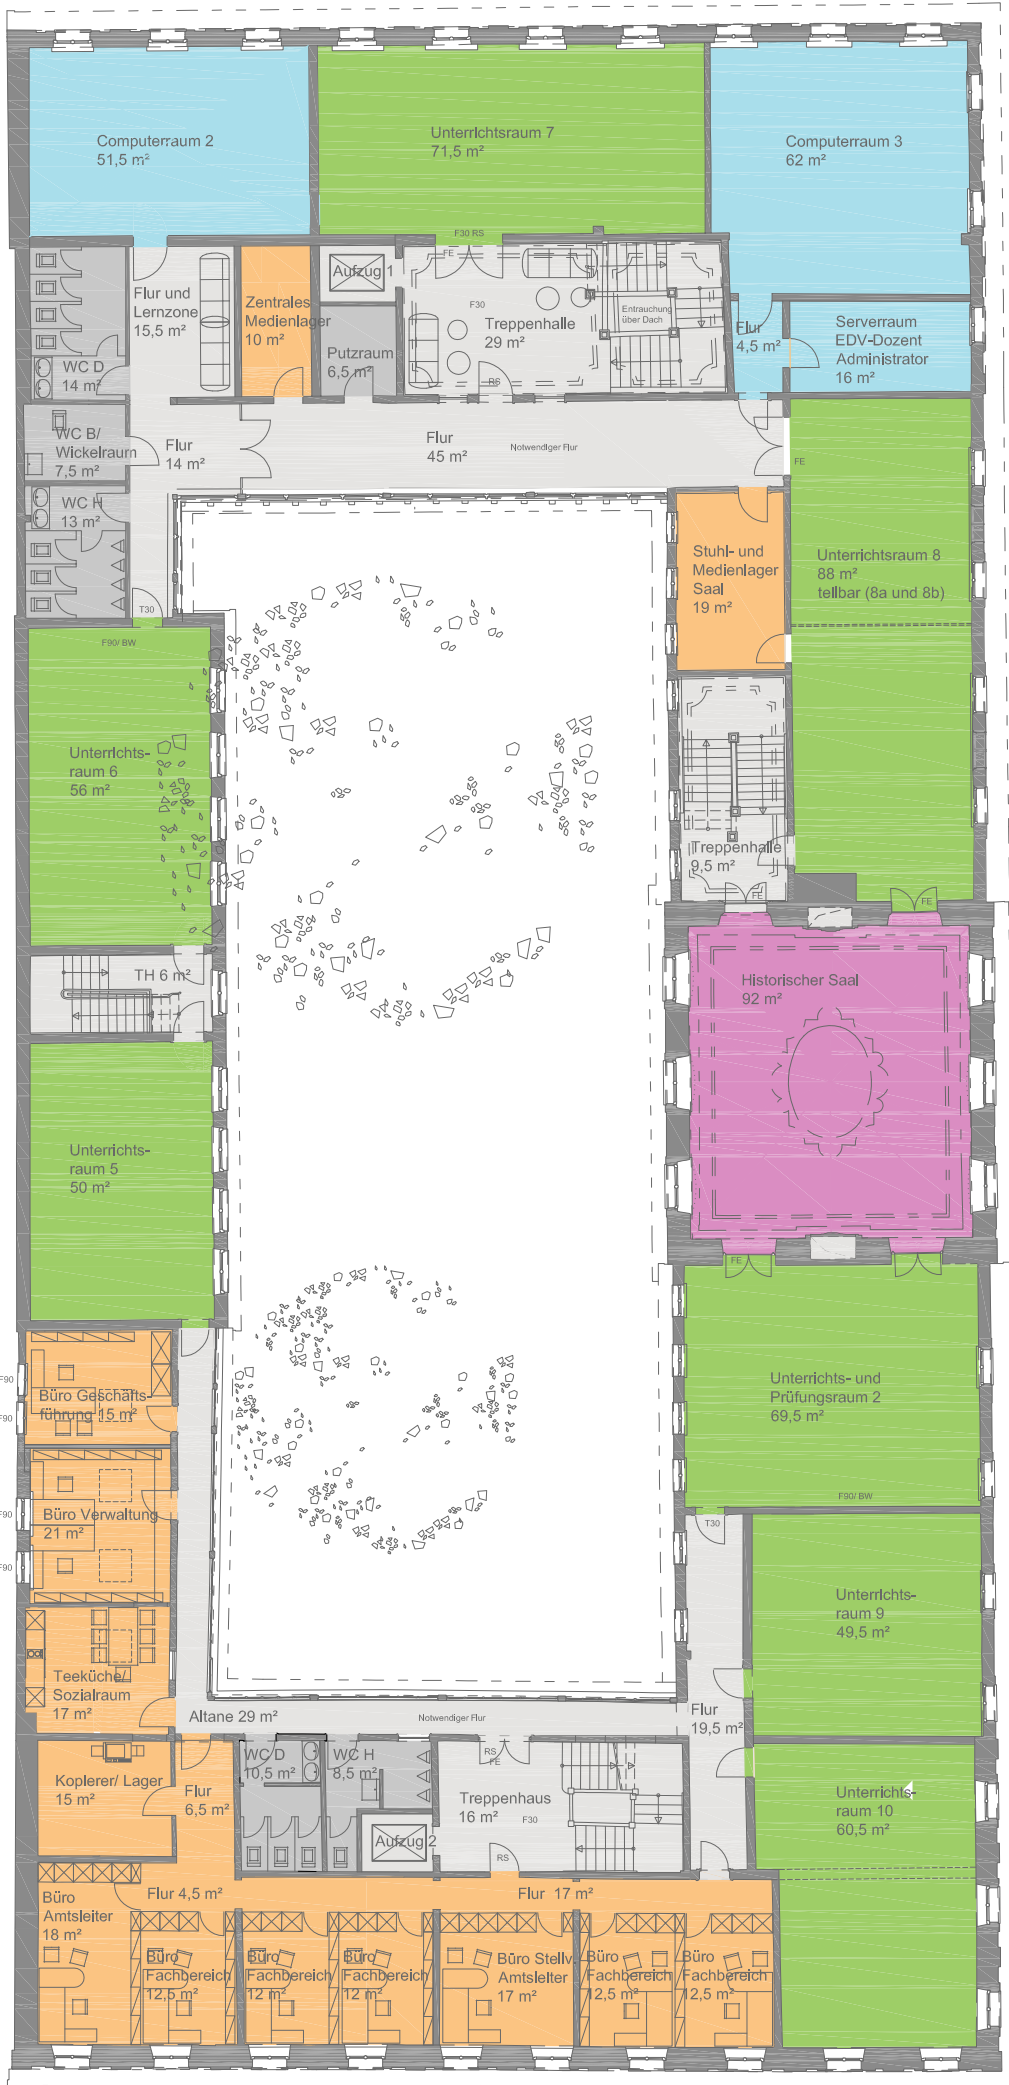 Computerraum 2
51,5 m²
Unterrichtsraum 7
71,5 m²
Computerraum 3
62 m²
F30 RS
FE
Aufzug 1
Flur und
Lernzone
15,5 m²
Zentrales
Medienlager
10 m²
F30
Treppenhalle
29 m²
Entrauchung
über Dach
Putzraum
6,5 m²
RS
Flur
4,5 m²
Serverraum
EDV-Dozent
Administrator
16 m²
WC D
14 m²
WC B/
Wickelraum
7,5 m²
Flur
14 m²
Flur
45 m²
Notwendiger Flur
FE
WC H
13 m²
Stuhl- und
Medienlager
Saal
19 m²
Unterrichtsraum 8
88 m²
teilbar (8a und 8b)
T30
F90/ BW
Unterrichts-
raum 6
56 m²
Treppenhalle
9,5 m²
FE
FE
TH 6 m²
Historischer Saal
92 m²
Unterrichts-
raum 5
50 m²
FE
F90
Büro Geschäfts-
führung 15 m²
F90
Unterrichts- und
Prüfungsraum 2
69,5 m²
F90/ BW
F90
Büro Verwaltung
21 m²
F90
T30
Unterrichts-
raum 9
49,5 m²
Teeküche/
Sozialraum
17 m²
Altane 29 m²
Notwendiger Flur
Flur
19,5 m²
WC D
10,5 m²
WC H
8,5 m²
RS
FE
Kopierer/ Lager
15 m²
Flur
6,5 m²
Treppenhaus
16 m²
F30
Unterrichts-
raum 10
60,5 m²
Aufzug 2
RS
Flur 4,5 m²
Flur 17 m²
Büro
Amtsleiter
18 m²
Büro
Fachbereich
12,5 m²
Büro
Fachbereich
12 m²
Büro
Fachbereich
12 m²
Büro Stellv.
Amtsleiter
17 m²
Büro
Fachbereich
12,5 m²
Büro
Fachbereich
12,5 m²